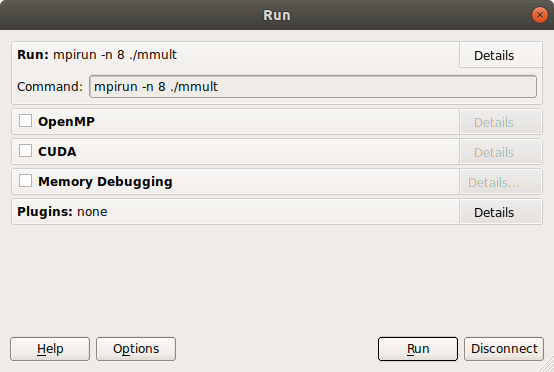 Run
Run: mpirun -n 8 ./mmult Details
Command: mpirun -n 8 ./mmult
OpenMP Details
CUDA Details
Memory Debugging Details...
Plugins: none Details
Help Options Run Disconnect